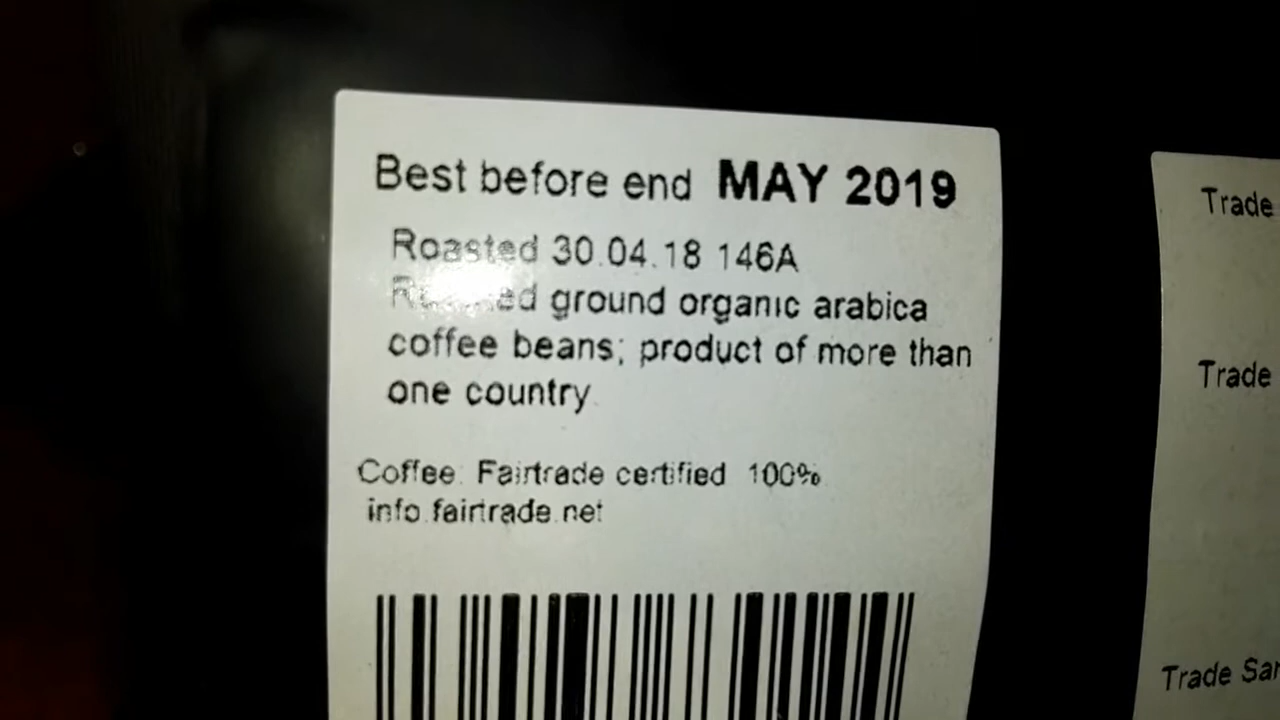 Best before end MAY 2019
Roasted 30.04.18 146A
ground organic arabica
coffee beans; product of more than
one country.
Coffee: Fairtrade certified 100%
info.fairtrade.net
Trade
Trade
Trade